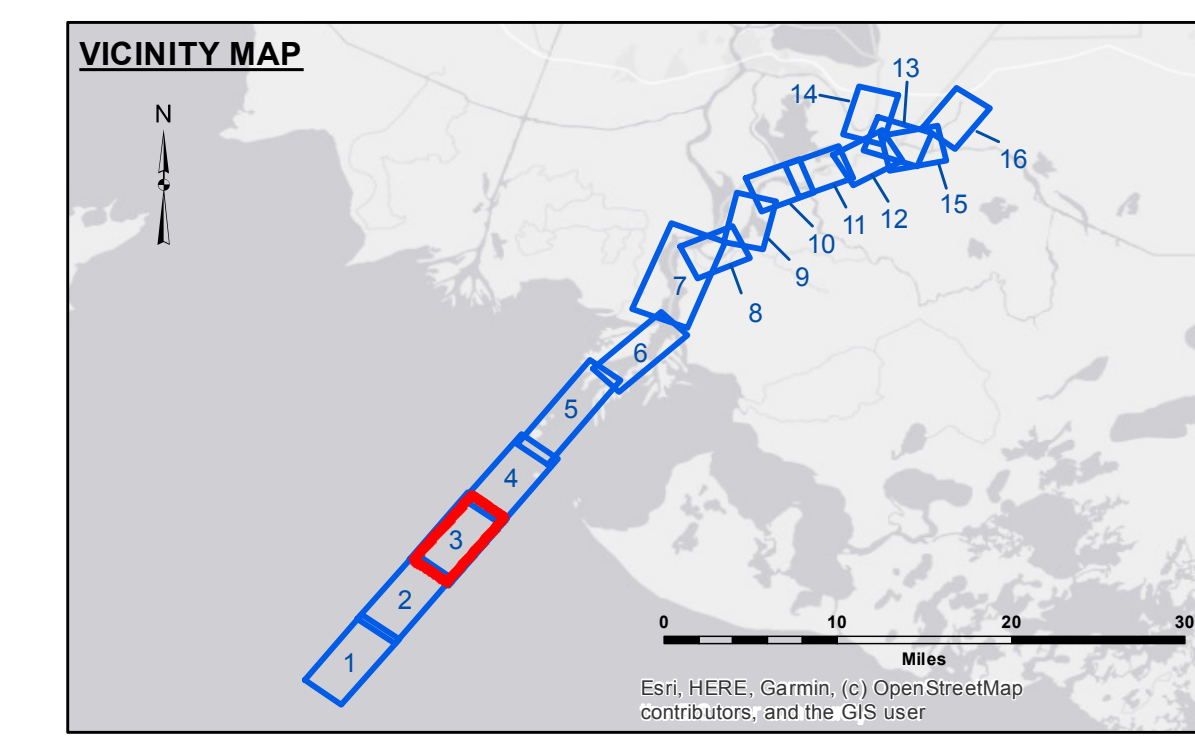 VICINITY MAP
N
13
14
16
15
12
11
10
9
8
7
6
5
4
3
2
1
0 10 20 30
Miles
Esri, HERE, Garmin, (c) OpenStreetMap
contributors, and the GIS user